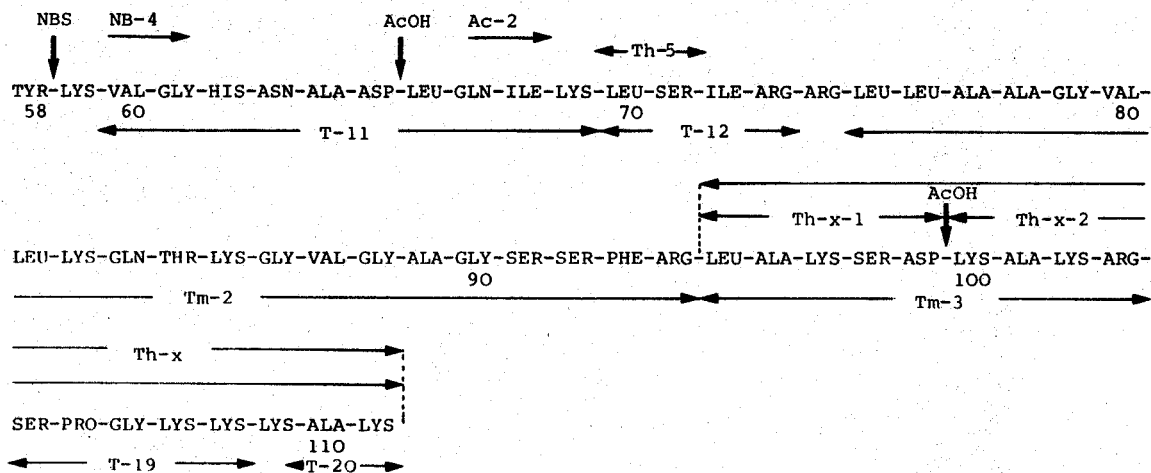 NBS NB-4 AcOH Ac-2
Th-5
TYR-LYS-VAL-GLY-HIS-ASN-ALA-ASP-LEU-GLN-ILE-LYS-LEU-SER-ILE-ARG-ARG-LEU-LEU-ALA-ALA-GLY-VAL-
58 60 70 80
T-11 T-12
AcOH
Th-x-1 Th-x-2
LEU-LYS-GLN-THR-LYS-GLY-VAL-GLY-ALA-GLY-SER-SER-PHE-ARG-LEU-ALA-LYS-SER-ASP-LYS-ALA-LYS-ARG-
90 100
Tm-2 Tm-3
Th-x
SER-PRO-GLY-LYS-LYS-LYS-ALA-LYS
110
T-19 T-20